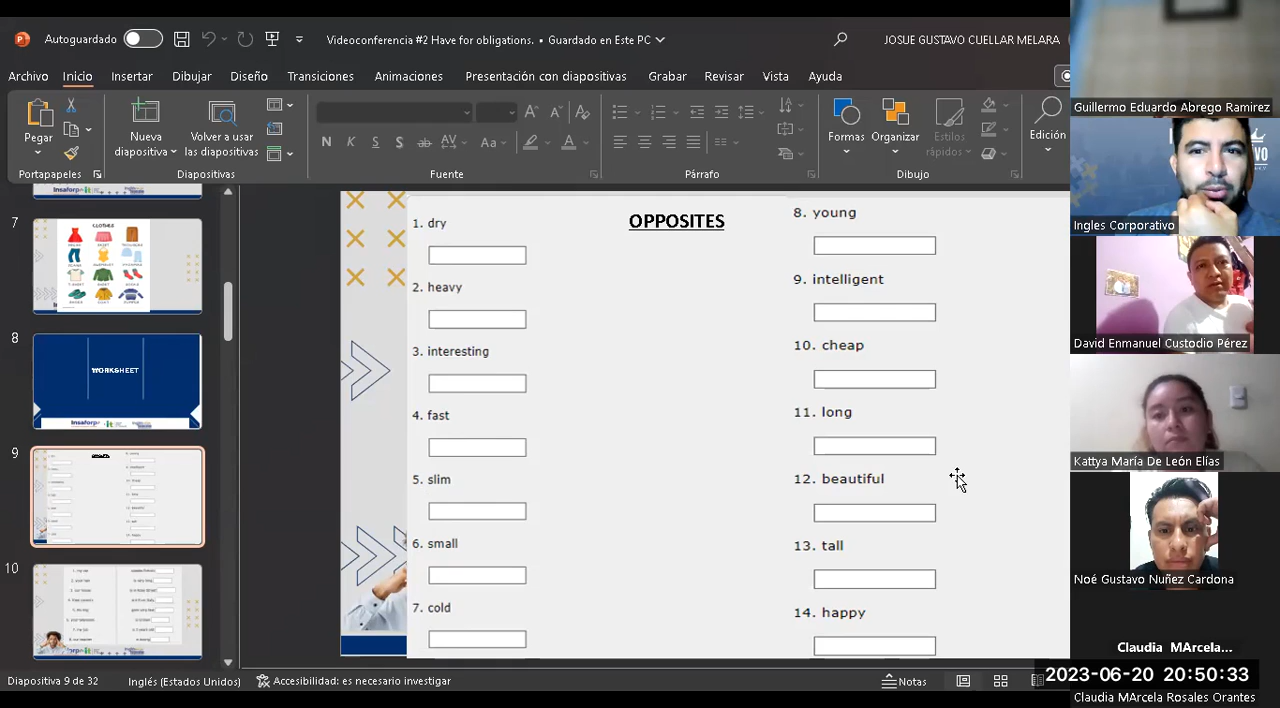 Autoguardado
Videoconferencia #2 Have for obligations. • Guardado en Este PC
JOSUE GUSTAVO CUELLAR MELARA
Archivo Inicio Insertar Dibujar Diseño Transiciones Animaciones Presentación con diapositivas Grabar Revisar Vista Ayuda
Pegar
Nueva diapositiva
Volver a usar las diapositivas
N K S S ab AV Aa A
Formas
Organizar
Estilos rápidos
Edición
Portapapeles
Diapositivas
Fuente
Párrafo
Dibujo
7
CLOTHES
8
WORKSHEET
Insaforp
9
10
OPPOSITES
1. dry
2. heavy
3. interesting
4. fast
5. slim
6. small
7. cold
8. young
9. intelligent
10. cheap
11. long
12. beautiful
13. tall
14. happy
Guillermo Eduardo Abrego Ramirez
Ingles Corporativo
David Enmanuel Custodio Pérez
Kattya María De León Elías
Noé Gustavo Nuñez Cardona
Claudia MArcela...
2023-06-20 20:50:33
Claudia MArcela Rosales Orantes
Diapositiva 9 de 32
Inglés (Estados Unidos)
Accesibilidad: es necesario investigar
Notas